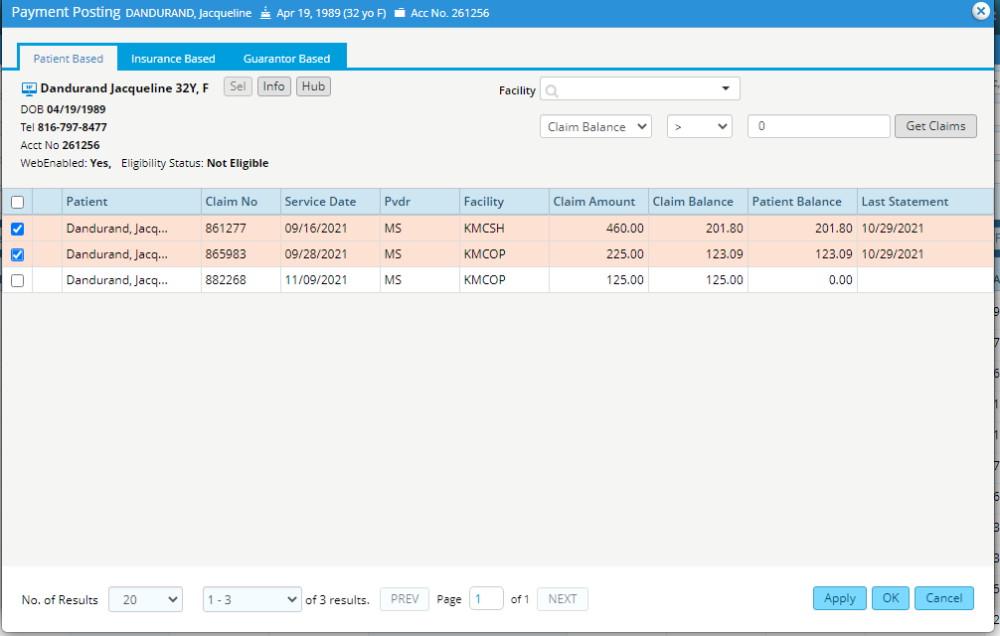 Payment Posting DANDURAND, Jacqueline Apr 19, 1989 (32 yo F) Acc No. 261256
Patient Based Insurance Based Guarantor Based
Dandurand Jacqueline 32Y, F Sel Info Hub
Facility
DOB 04/19/1989
Tel 816-797-8477
Claim Balance > 0 Get Claims
Acct No 261256
WebEnabled: Yes, Eligibility Status: Not Eligible
Patient Claim No Service Date Pvdr Facility Claim Amount Claim Balance Patient Balance Last Statement
Dandurand, Jacq... 861277 09/16/2021 MS KMCSH 460.00 201.80 201.80 10/29/2021
Dandurand, Jacq... 865983 09/28/2021 MS KMCOP 225.00 123.09 123.09 10/29/2021
Dandurand, Jacq... 882268 11/09/2021 MS KMCOP 125.00 125.00 0.00
No. of Results 20 1 - 3 of 3 results. PREV Page 1 of 1 NEXT Apply OK Cancel